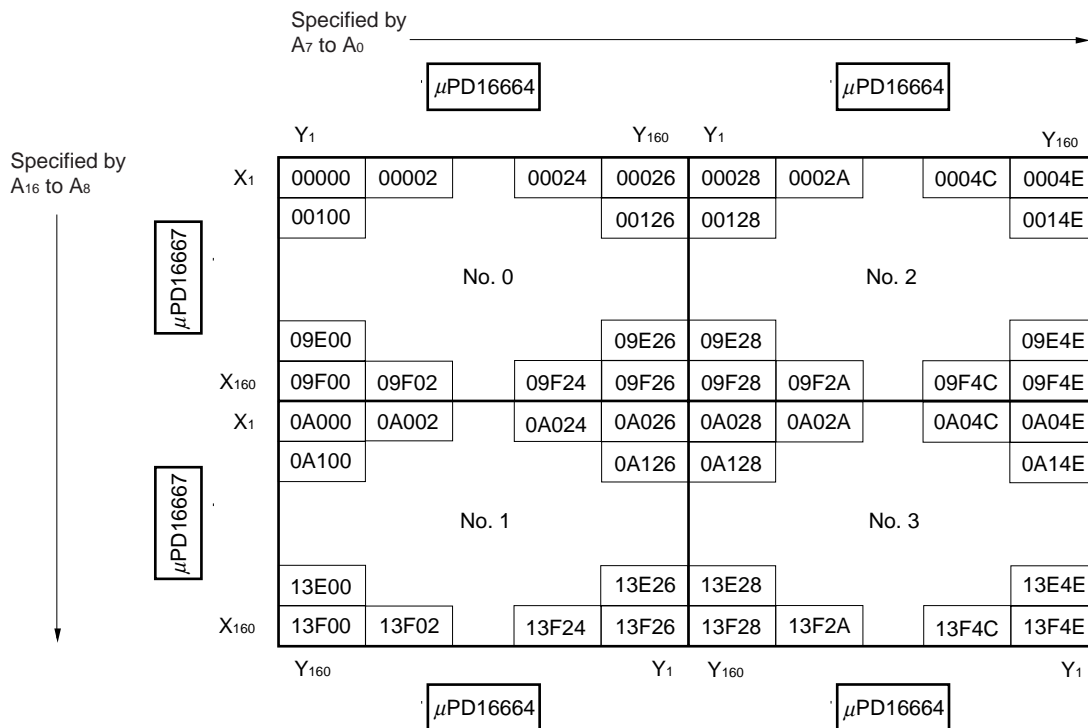 Specified by
A7 to A0
μPD16664 μPD16664
Y1 Y160 Y1 Y160
Specified by
A16 to A8
X1 00000 00002 00024 00026 00028 0002A 0004C 0004E
00100 00126 00128 0014E
μPD16667
No. 0 No. 2
09E00 09E26 09E28 09E4E
X160 09F00 09F02 09F24 09F26 09F28 09F2A 09F4C 09F4E
X1 0A000 0A002 0A024 0A026 0A028 0A02A 0A04C 0A04E
0A100 0A126 0A128 0A14E
μPD16667
No. 1 No. 3
13E00 13E26 13E28 13E4E
X160 13F00 13F02 13F24 13F26 13F28 13F2A 13F4C 13F4E
Y160 Y1 Y160 Y1
μPD16664 μPD16664